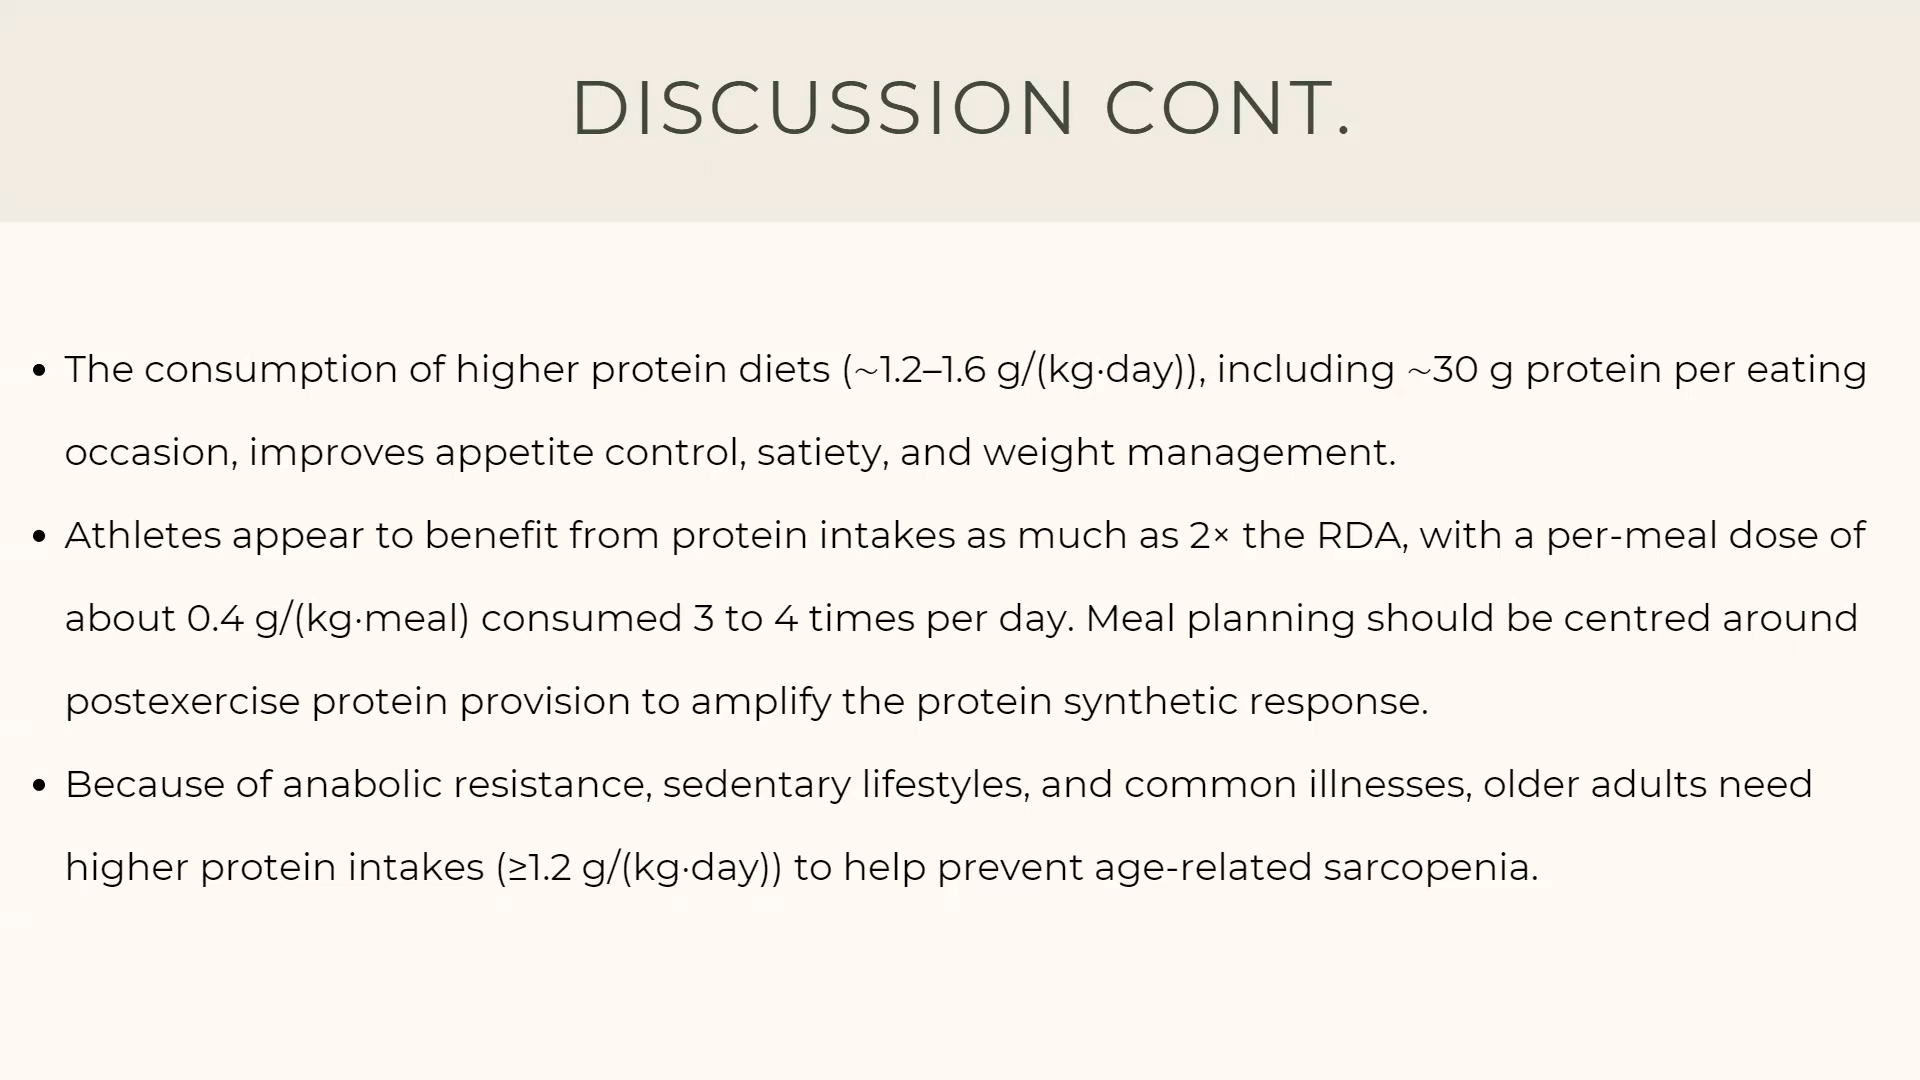 DISCUSSION CONT.
• The consumption of higher protein diets (~1.2–1.6 g/(kg·day)), including ~30 g protein per eating
occasion, improves appetite control, satiety, and weight management.
• Athletes appear to benefit from protein intakes as much as 2× the RDA, with a per-meal dose of
about 0.4 g/(kg·meal) consumed 3 to 4 times per day. Meal planning should be centred around
postexercise protein provision to amplify the protein synthetic response.
• Because of anabolic resistance, sedentary lifestyles, and common illnesses, older adults need
higher protein intakes (≥1.2 g/(kg·day)) to help prevent age-related sarcopenia.